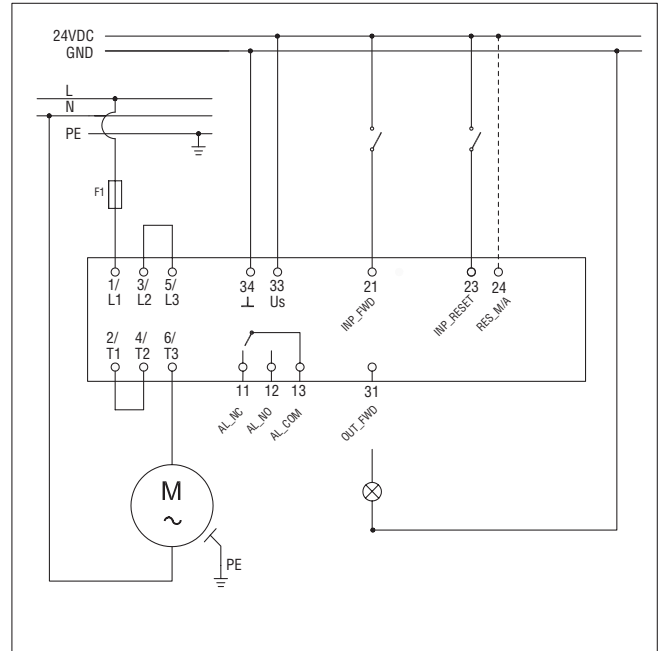 24VDC
GND
L
N
PE
F1
1/ 3/ 5/ 34 33 21 23 24
L1 L2 L3 ⊥ Us INP_FWD INP_RESET RES_M/A
2/ 4/ 6/
T1 T2 T3
11 12 13 31
AL_NC AL_NO AL_COM OUT_FWD
M
~
PE